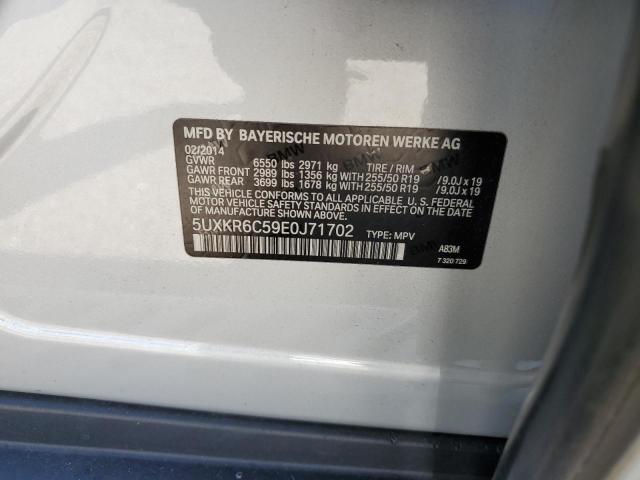 MFD BY BAYERISCHE MOTOREN WERKE AG
02/2014
GVWR 6550 lbs 2971 kg TIRE / RIM
GAWR FRONT 2989 lbs 1356 kg WITH 255/50 R19 /9.0J x 19
GAWR REAR 3699 lbs 1678 kg WITH 255/50 R19 /9.0J x 19
THIS VEHICLE CONFORMS TO ALL APPLICABLE U. S. FEDERAL
MOTOR VEHICLE SAFETY STANDARDS IN EFFECT ON THE
DATE OF MANUFACTURE SHOWN ABOVE.
5UXKR6C59E0J71702 TYPE: MPV
A83M
7 320 729
BMW
BMW
BMW